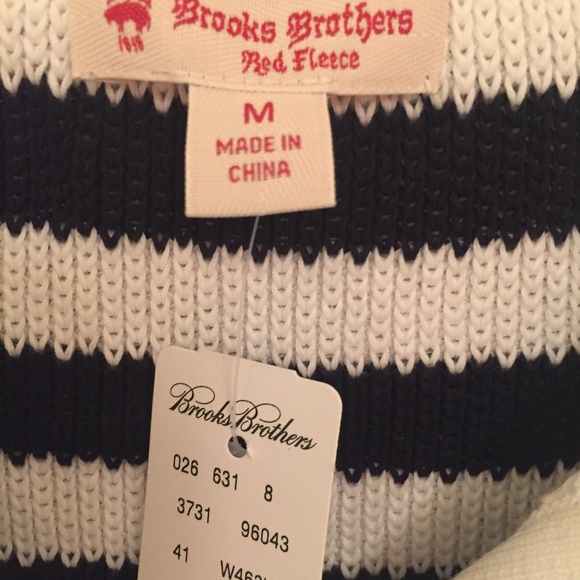 Brooks Brothers
1818
Red Fleece
M
MADE IN
CHINA
Brooks Brothers
026 631 8
3731 96043
41